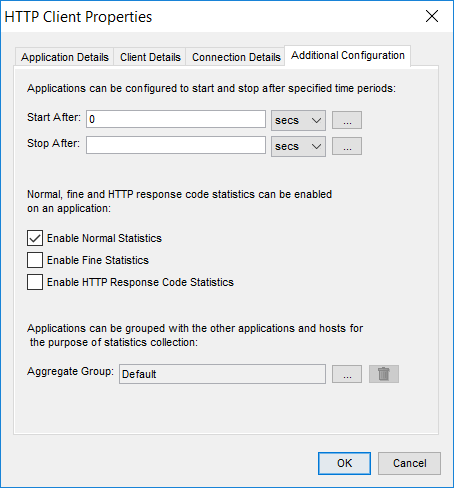 HTTP Client Properties
Application Details Client Details Connection Details Additional Configuration
Applications can be configured to start and stop after specified time periods:
Start After: 0 secs ...
Stop After: secs ...
Normal, fine and HTTP response code statistics can be enabled
on an application:
Enable Normal Statistics
Enable Fine Statistics
Enable HTTP Response Code Statistics
Applications can be grouped with the other applications and hosts for
the purpose of statistics collection:
Aggregate Group: Default ...
OK Cancel